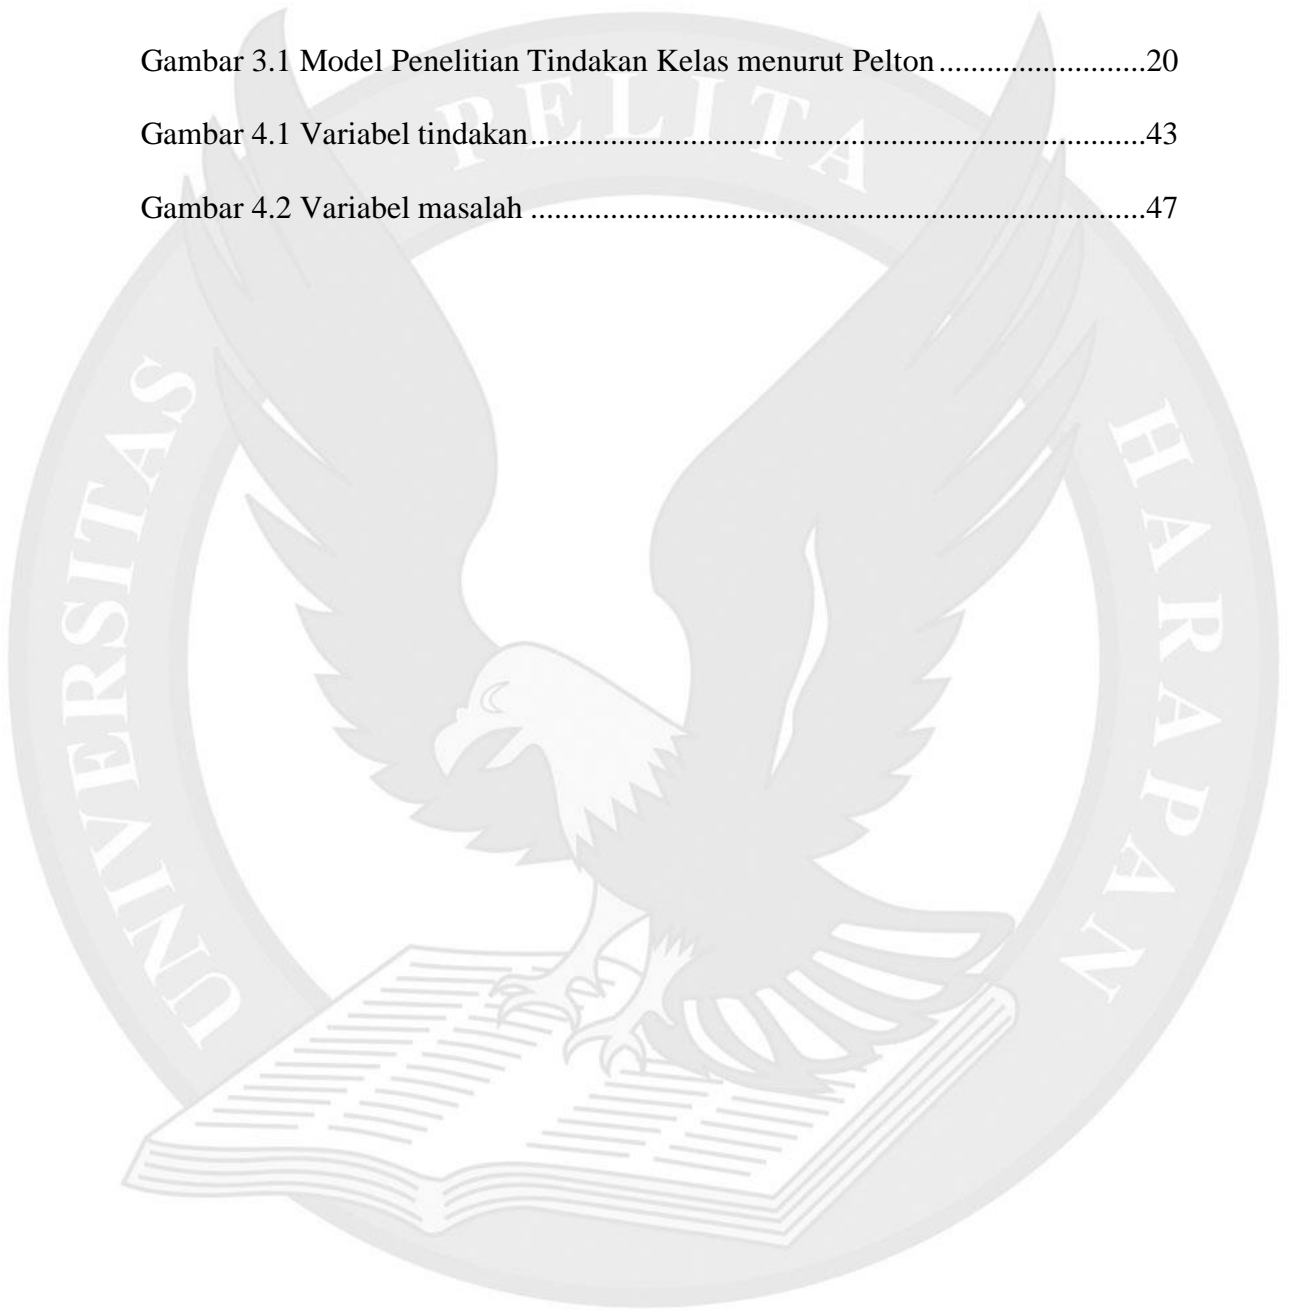 Gambar 3.1 Model Penelitian Tindakan Kelas menurut Pelton.........................20
Gambar 4.1 Variabel tindakan..........................................................................43
Gambar 4.2 Variabel masalah ..........................................................................47
UNIVERSITAS PELITA HARAPAN